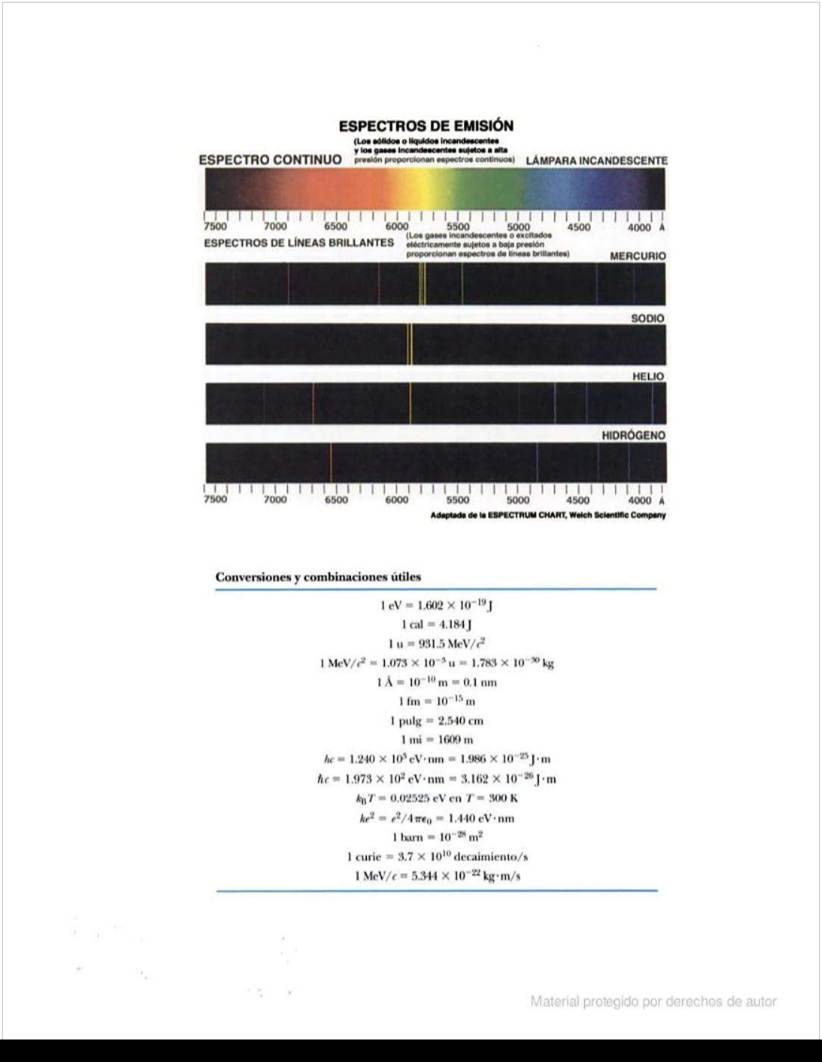 ESPECTROS DE EMISIÓN
(Los sólidos o líquidos incandescentes
y los gases incandescentes sujetos a alta
presión proporcionan espectros continuos)
ESPECTRO CONTINUO
LÁMPARA INCANDESCENTE
7500 7000 6500 6000 5500 5000 4500 4000 Å
ESPECTROS DE LÍNEAS BRILLANTES
(Los gases incandescentes o excitados
eléctricamente sujetos a baja presión
proporcionan espectros de líneas brillantes)
MERCURIO
SODIO
HELIO
HIDRÓGENO
7500 7000 6500 6000 5500 5000 4500 4000 Å
Adaptada de la ESPECTRUM CHART, Welch Scientific Company
Conversiones y combinaciones útiles
1 eV = 1.602 × 10⁻¹⁹ J
1 cal = 4.184 J
1 u = 931.5 MeV/c²
1 MeV/c² = 1.073 × 10⁻³ u = 1.783 × 10⁻³⁰ kg
1 Å = 10⁻¹⁰ m = 0.1 nm
1 fm = 10⁻¹⁵ m
1 pulg = 2.540 cm
1 mi = 1609 m
hc = 1.240 × 10³ eV·nm = 1.986 × 10⁻²⁵ J·m
ħc = 1.973 × 10² eV·nm = 3.162 × 10⁻²⁶ J·m
k_BT = 0.02525 eV en T = 300 K
ke² = e²/4πє₀ = 1.440 eV·nm
1 barn = 10⁻²⁸ m²
1 curie = 3.7 × 10¹⁰ decaimiento/s
1 MeV/c = 5.344 × 10⁻²² kg·m/s
Material protegido por derechos de autor